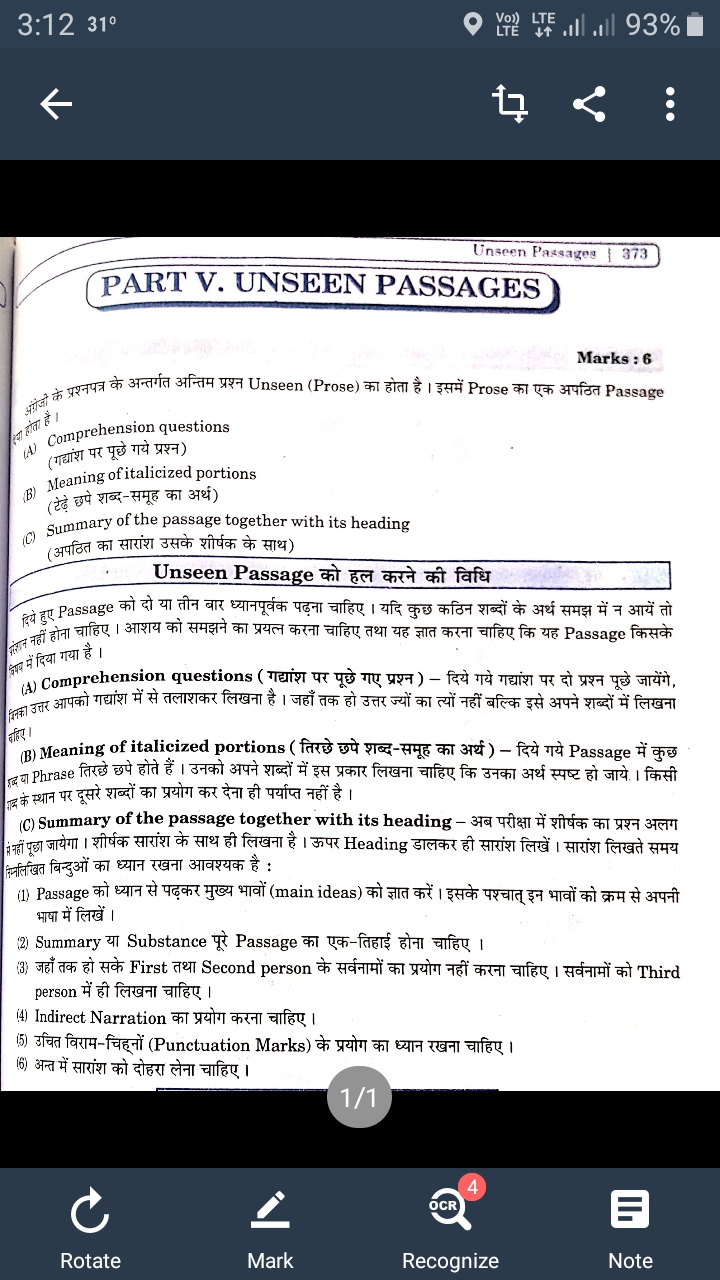 3:12 31°
Vo)) LTE LTE 93%
Unseen Passages | 373
PART V. UNSEEN PASSAGES
Marks : 6
अंग्रेजी के प्रश्नपत्र के अन्तर्गत अन्तिम प्रश्न Unseen (Prose) का होता है। इसमें Prose का एक अपठित Passage
होता है।
(A) Comprehension questions
(गद्यांश पर पूछे गये प्रश्न)
(B) Meaning of italicized portions
(टेढ़े छपे शब्द-समूह का अर्थ)
(C) Summary of the passage together with its heading
(अपठित का सारांश उसके शीर्षक के साथ)
Unseen Passage को हल करने की विधि
दिये हुए Passage को दो या तीन बार ध्यानपूर्वक पढ़ना चाहिए। यदि कुछ कठिन शब्दों के अर्थ समझ में न आयें तो
नहीं होना चाहिए। आशय को समझने का प्रयत्न करना चाहिए तथा यह ज्ञात करना चाहिए कि यह Passage किसके
में दिया गया है।
(A) Comprehension questions (गद्यांश पर पूछे गए प्रश्न) – दिये गये गद्यांश पर दो प्रश्न पूछे जायेंगे,
उत्तर आपको गद्यांश में से तलाशकर लिखना है। जहाँ तक हो उत्तर ज्यों का त्यों नहीं बल्कि इसे अपने शब्दों में लिखना
चाहिए।
(B) Meaning of italicized portions (तिरछे छपे शब्द-समूह का अर्थ) – दिये गये Passage में कुछ
शब्द या Phrase तिरछे छपे होते हैं। उनको अपने शब्दों में इस प्रकार लिखना चाहिए कि उनका अर्थ स्पष्ट हो जाये। किसी
शब्द के स्थान पर दूसरे शब्दों का प्रयोग कर देना ही पर्याप्त नहीं है।
(C) Summary of the passage together with its heading – अब परीक्षा में शीर्षक का प्रश्न अलग
से नहीं पूछा जायेगा। शीर्षक सारांश के साथ ही लिखना है। ऊपर Heading डालकर ही सारांश लिखें। सारांश लिखते समय
निम्नलिखित बिन्दुओं का ध्यान रखना आवश्यक है :
(1) Passage को ध्यान से पढ़कर मुख्य भावों (main ideas) को ज्ञात करें। इसके पश्चात् इन भावों को क्रम से अपनी
भाषा में लिखें।
(2) Summary या Substance पूरे Passage का एक-तिहाई होना चाहिए।
(3) जहाँ तक हो सके First तथा Second person के सर्वनामों का प्रयोग नहीं करना चाहिए। सर्वनामों को Third
person में ही लिखना चाहिए।
(4) Indirect Narration का प्रयोग करना चाहिए।
(5) उचित विराम-चिह्नों (Punctuation Marks) के प्रयोग का ध्यान रखना चाहिए।
(6) अन्त में सारांश को दोहरा लेना चाहिए।
1/1
4
OCR
Rotate Mark Recognize Note